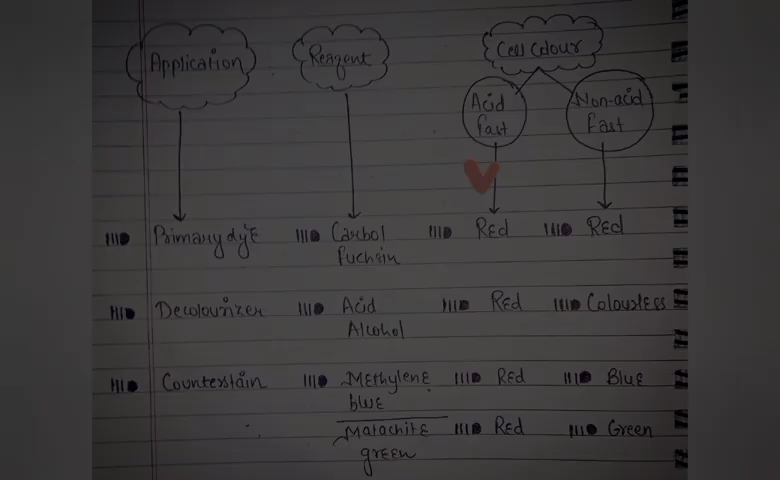 Application Reagent Cell Colour
Acid fast Non-acid fast
Primary dye Carbol fuchsin Red Red
Decolourizer Acid Alcohol Red Colourless
Counterstain Methylene blue Red Blue
Malachite green Red Green